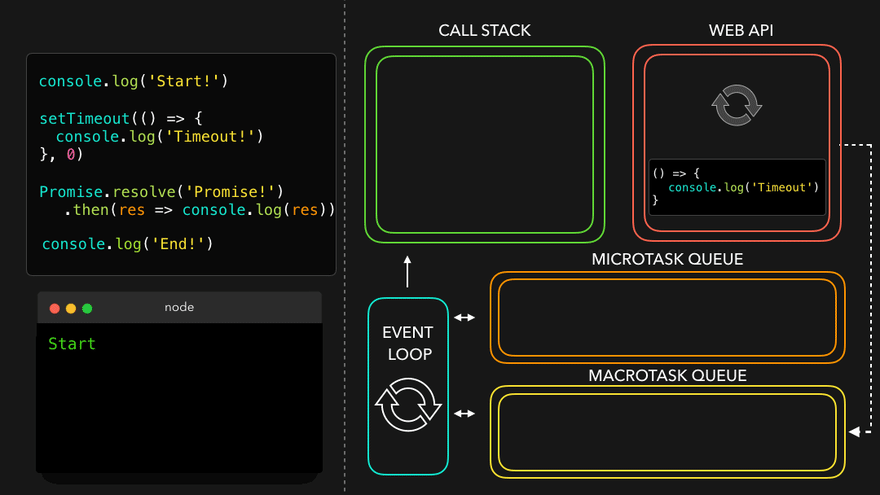 console.log('Start!')
setTimeout(() => {
  console.log('Timeout!')
}, 0)
Promise.resolve('Promise!')
  .then(res => console.log(res))
console.log('End!')
node
Start
CALL STACK
WEB API
() => {
  console.log('Timeout')
}
EVENT
LOOP
MICROTASK QUEUE
MACROTASK QUEUE